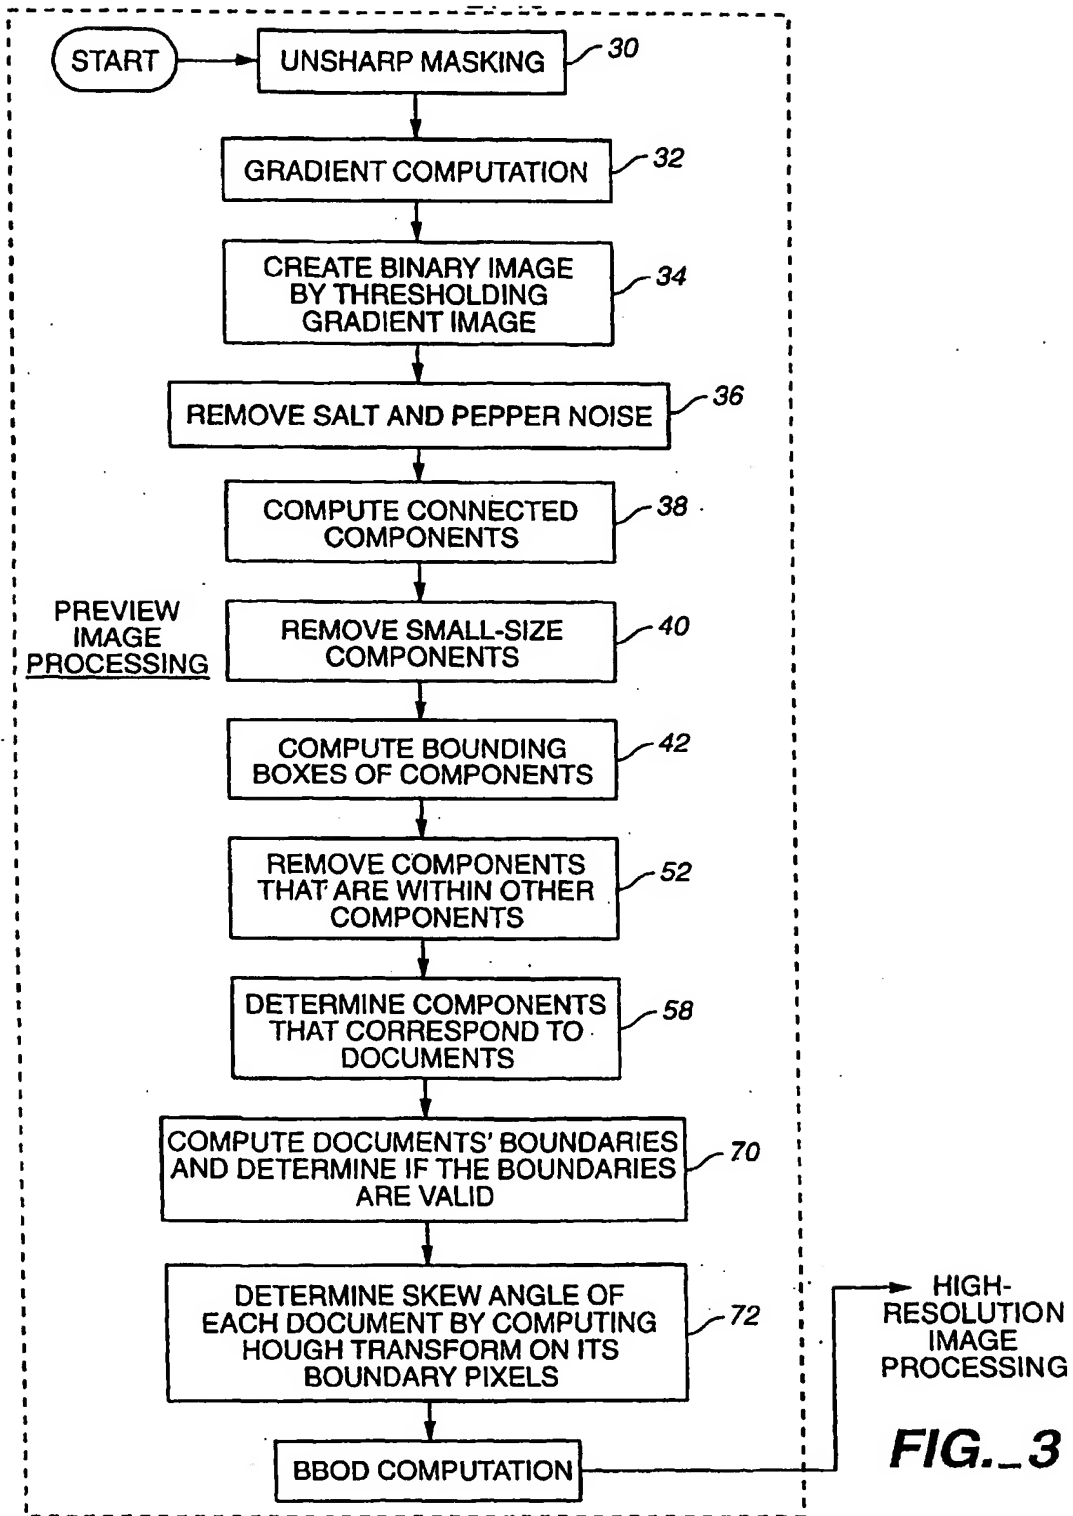 START
UNSHARP MASKING
30
GRADIENT COMPUTATION
32
CREATE BINARY IMAGE
BY THRESHOLDING
GRADIENT IMAGE
34
REMOVE SALT AND PEPPER NOISE
36
COMPUTE CONNECTED
COMPONENTS
38
PREVIEW
IMAGE
PROCESSING
REMOVE SMALL-SIZE
COMPONENTS
40
COMPUTE BOUNDING
BOXES OF COMPONENTS
42
REMOVE COMPONENTS
THAT ARE WITHIN OTHER
COMPONENTS
52
DETERMINE COMPONENTS
THAT CORRESPOND TO
DOCUMENTS
58
COMPUTE DOCUMENTS' BOUNDARIES
AND DETERMINE IF THE BOUNDARIES
ARE VALID
70
DETERMINE SKEW ANGLE OF
EACH DOCUMENT BY COMPUTING
HOUGH TRANSFORM ON ITS
BOUNDARY PIXELS
72
HIGH-
RESOLUTION
IMAGE
PROCESSING
BBOD COMPUTATION
FIG._3